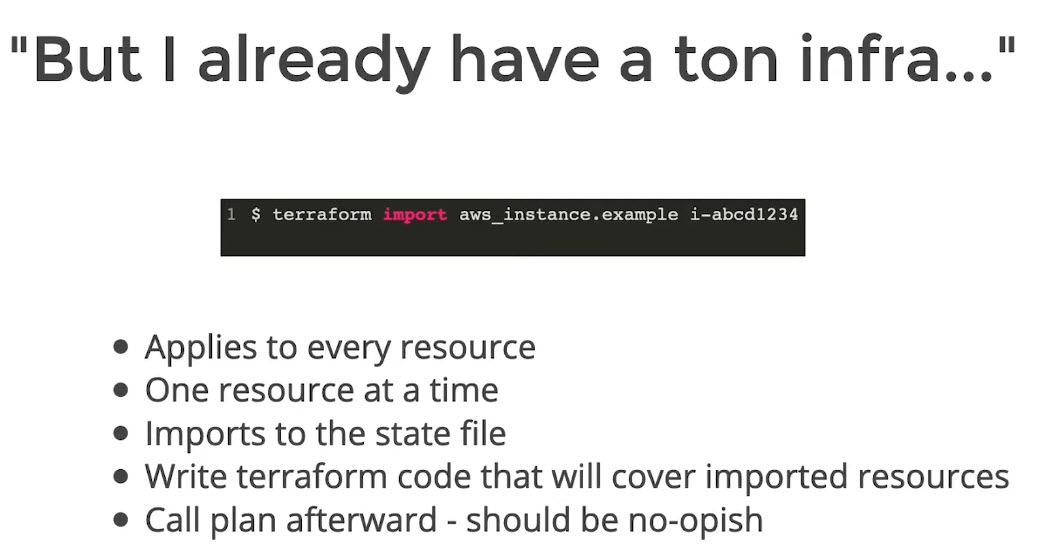 "But I already have a ton infra..."
1 $ terraform import aws_instance.example i-abcd1234
• Applies to every resource
• One resource at a time
• Imports to the state file
• Write terraform code that will cover imported resources
• Call plan afterward - should be no-opish